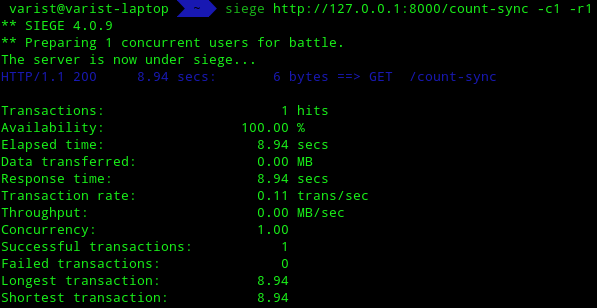 varist@varist-laptop ~ siege http://127.0.0.1:8000/count-sync -c1 -r1
** SIEGE 4.0.9
** Preparing 1 concurrent users for battle.
The server is now under siege...
HTTP/1.1 200     8.94 secs:       6 bytes ==> GET  /count-sync
Transactions:                      1 hits
Availability:                 100.00 %
Elapsed time:                   8.94 secs
Data transferred:               0.00 MB
Response time:                  8.94 secs
Transaction rate:               0.11 trans/sec
Throughput:                     0.00 MB/sec
Concurrency:                    1.00
Successful transactions:           1
Failed transactions:               0
Longest transaction:            8.94
Shortest transaction:           8.94